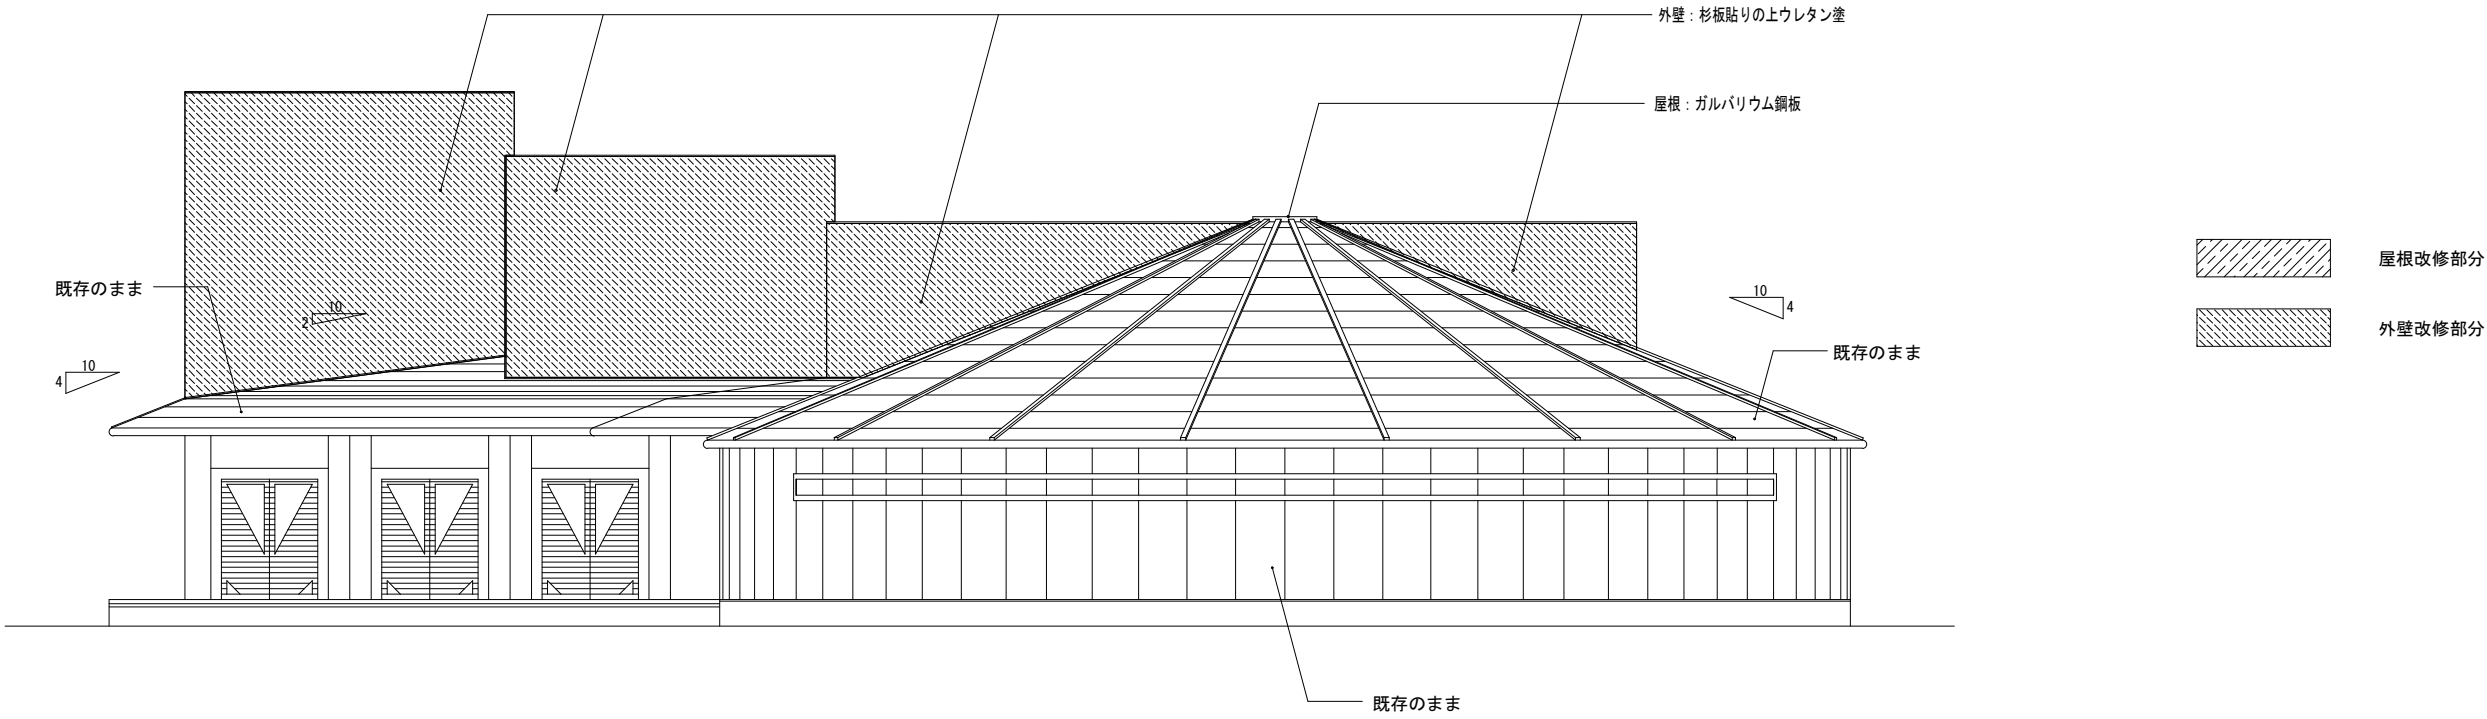 外壁：杉板貼りの上ウレタン塗
屋根：ガルバリウム鋼板
屋根改修部分
既存のまま
10
2
10
4
外壁改修部分
10
4
既存のまま
既存のまま